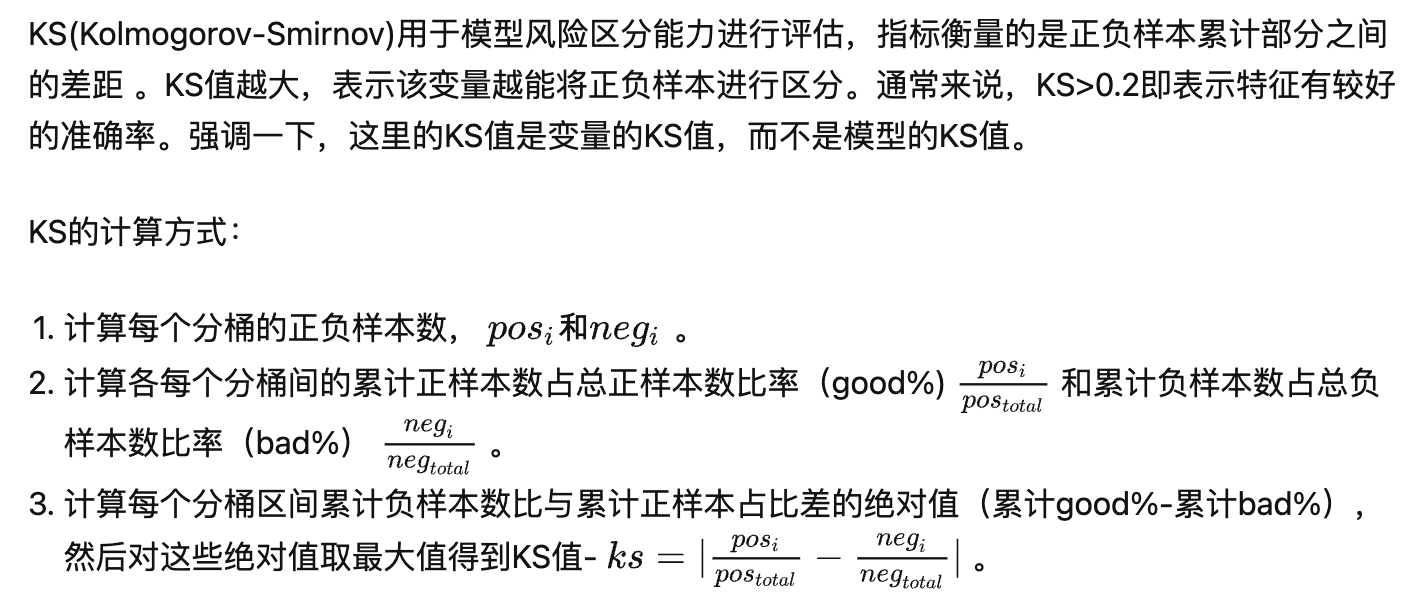 KS(Kolmogorov-Smirnov)用于模型风险区分能力进行评估，指标衡量的是正负样本累计部分之间
的差距 。KS值越大，表示该变量越能将正负样本进行区分。通常来说，KS>0.2即表示特征有较好
的准确率。强调一下，这里的KS值是变量的KS值，而不是模型的KS值。
KS的计算方式：
1. 计算每个分桶的正负样本数， $pos_i$和$neg_i$ 。
2. 计算各每个分桶间的累计正样本数占总正样本数比率（good%) $\frac{pos_i}{pos_{total}}$ 和累计负样本数占总负
样本数比率（bad%） $\frac{neg_i}{neg_{total}}$ 。
3. 计算每个分桶区间累计负样本数比与累计正样本占比差的绝对值（累计good%-累计bad%），
然后对这些绝对值取最大值得到KS值- $ks = |\frac{pos_i}{pos_{total}} - \frac{neg_i}{neg_{total}}|$ 。